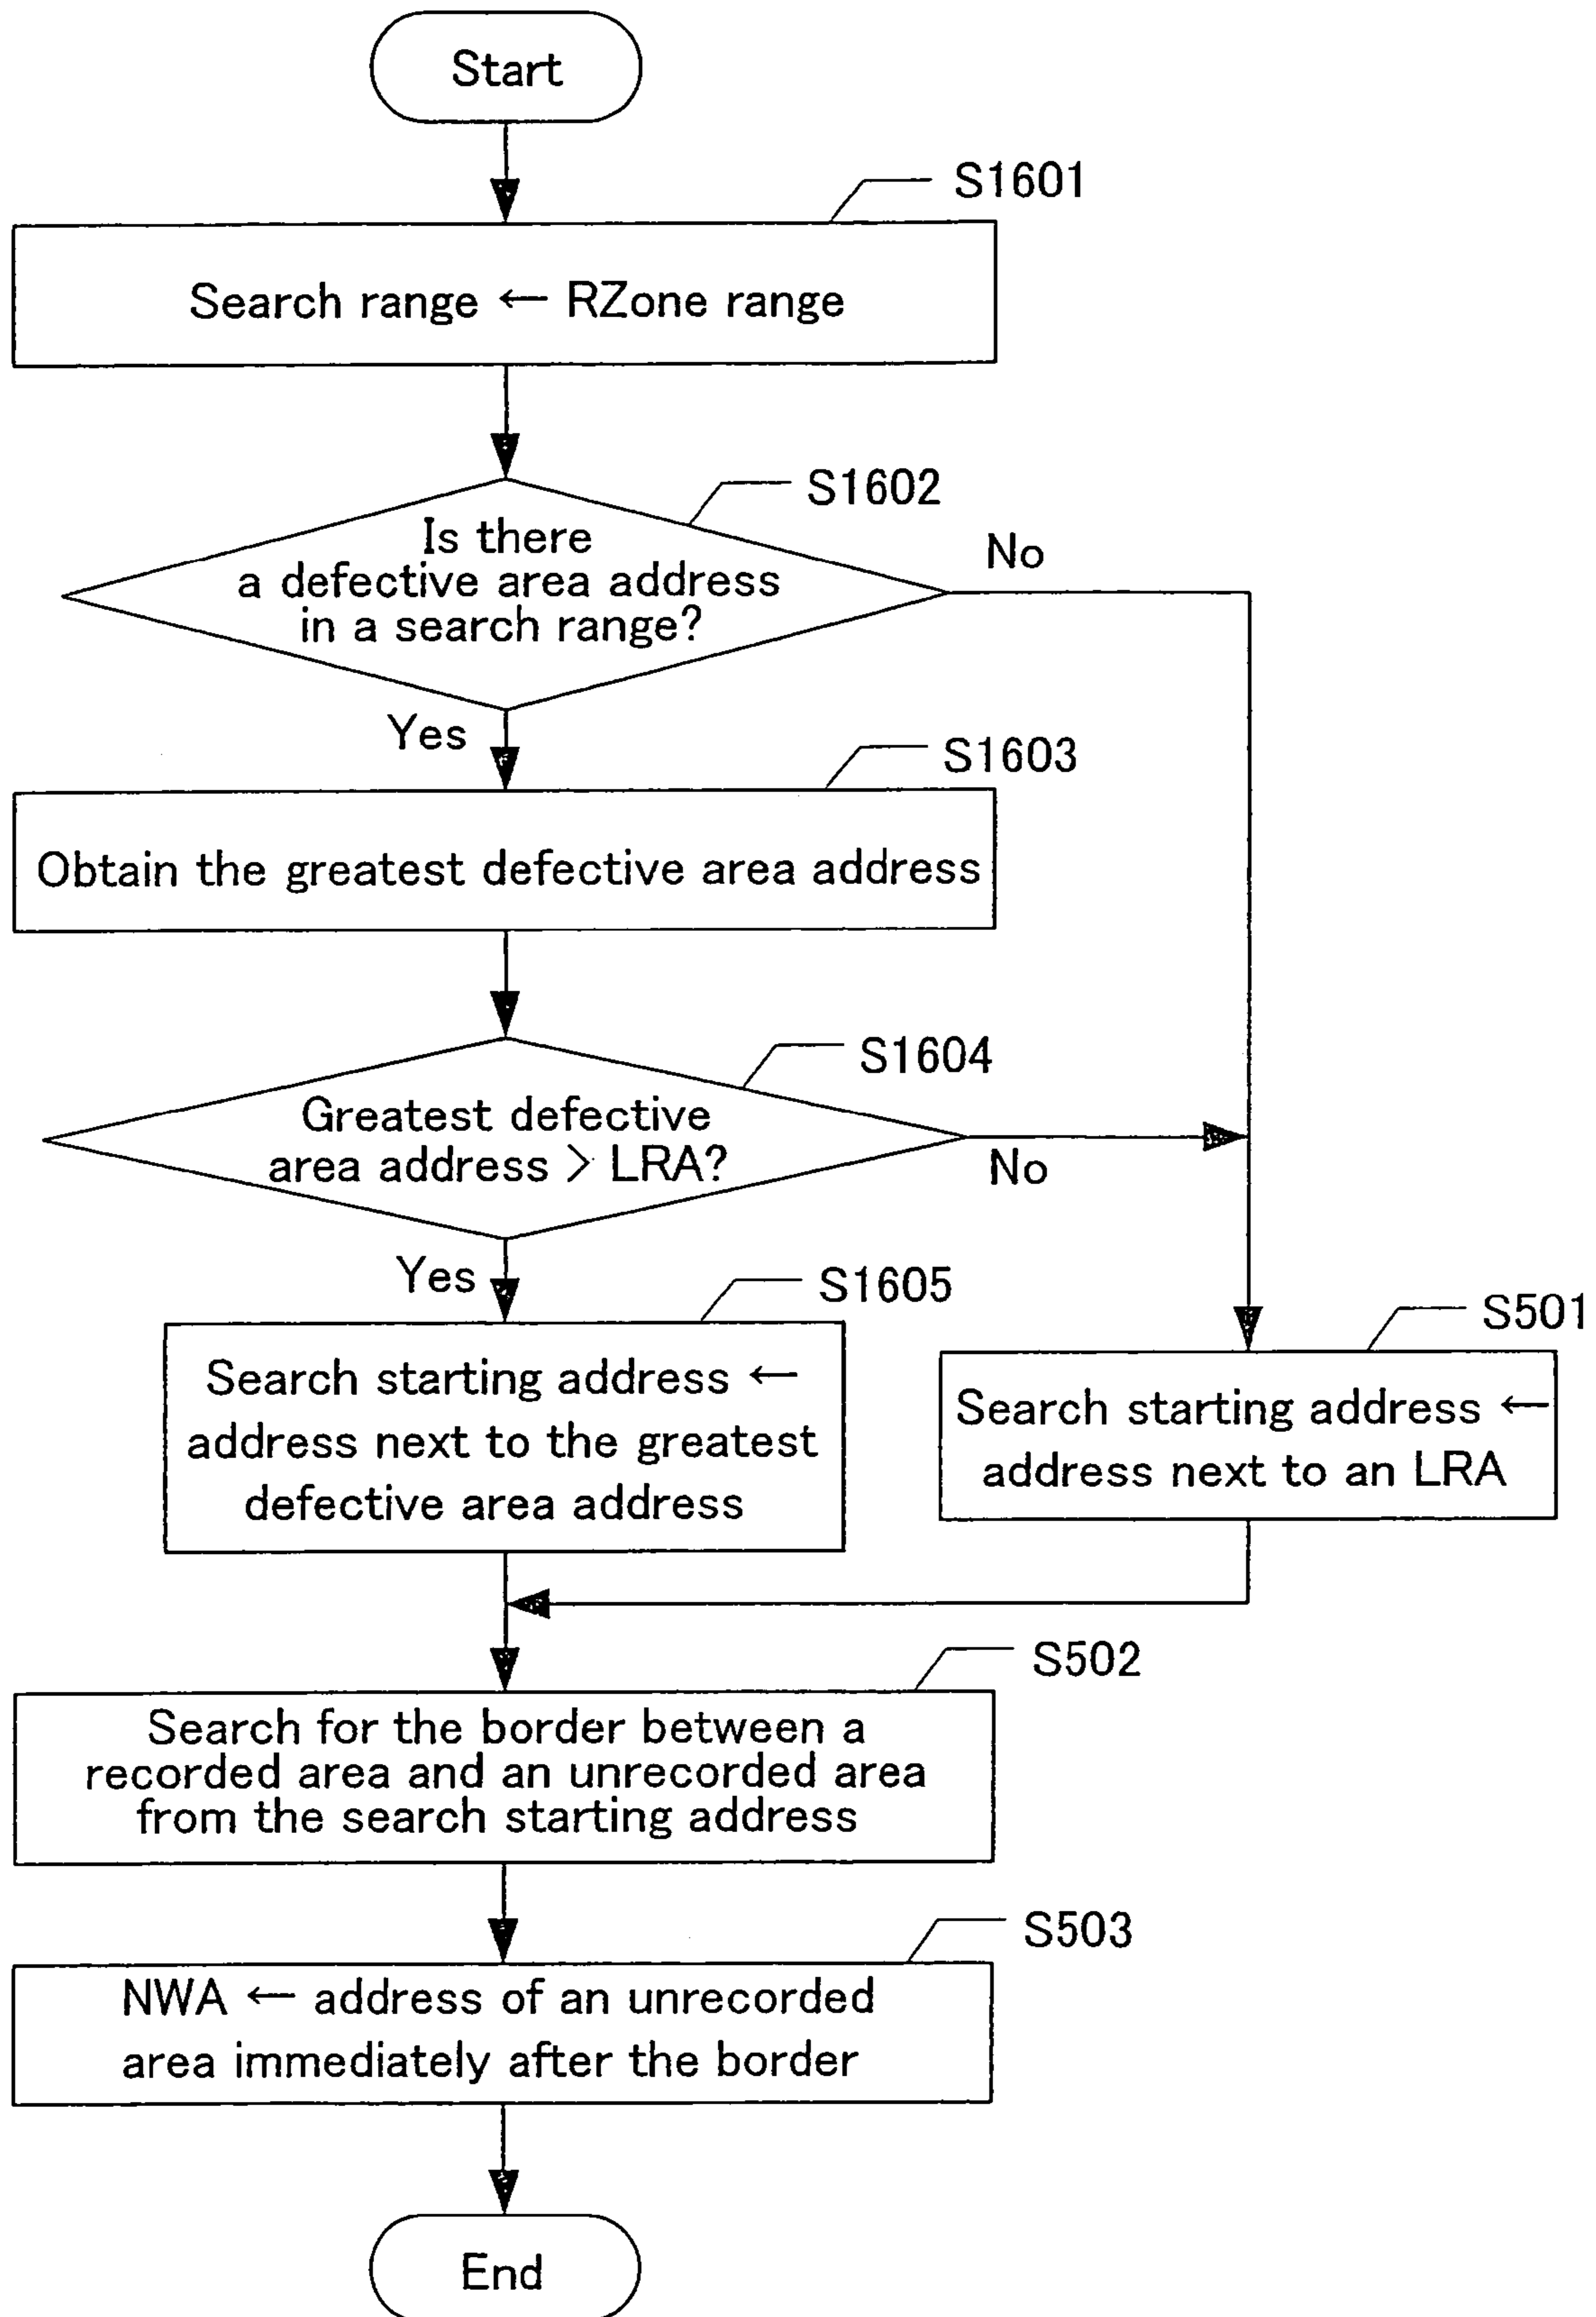 Start
S1601
Search range ← RZone range
S1602
Is there
a defective area address
in a search range?
No
Yes
S1603
Obtain the greatest defective area address
S1604
Greatest defective
area address > LRA?
No
Yes
S1605
Search starting address ←
address next to the greatest
defective area address
S501
Search starting address ←
address next to an LRA
S502
Search for the border between a
recorded area and an unrecorded area
from the search starting address
S503
NWA ← address of an unrecorded
area immediately after the border
End